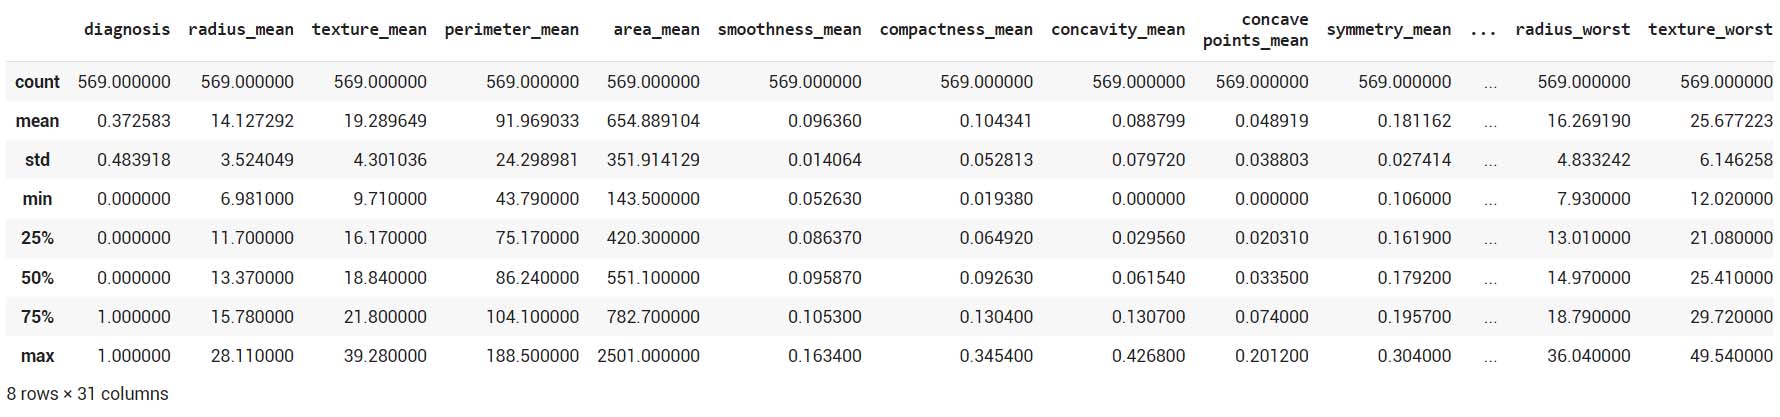 diagnosis radius_mean texture_mean perimeter_mean area_mean smoothness_mean compactness_mean concavity_mean concave points_mean symmetry_mean ... radius_worst texture_worst
count 569.000000 569.000000 569.000000 569.000000 569.000000 569.000000 569.000000 569.000000 569.000000 569.000000 ... 569.000000 569.000000
mean 0.372583 14.127292 19.289649 91.969033 654.889104 0.096360 0.104341 0.088799 0.048919 0.181162 ... 16.269190 25.677223
std 0.483918 3.524049 4.301036 24.298981 351.914129 0.014064 0.052813 0.079720 0.038803 0.027414 ... 4.833242 6.146258
min 0.000000 6.981000 9.710000 43.790000 143.500000 0.052630 0.019380 0.000000 0.000000 0.106000 ... 7.930000 12.020000
25% 0.000000 11.700000 16.170000 75.170000 420.300000 0.086370 0.064920 0.029560 0.020310 0.161900 ... 13.010000 21.080000
50% 0.000000 13.370000 18.840000 86.240000 551.100000 0.095870 0.092630 0.061540 0.033500 0.179200 ... 14.970000 25.410000
75% 1.000000 15.780000 21.800000 104.100000 782.700000 0.105300 0.130400 0.130700 0.074000 0.195700 ... 18.790000 29.720000
max 1.000000 28.110000 39.280000 188.500000 2501.000000 0.163400 0.345400 0.426800 0.201200 0.304000 ... 36.040000 49.540000
8 rows × 31 columns